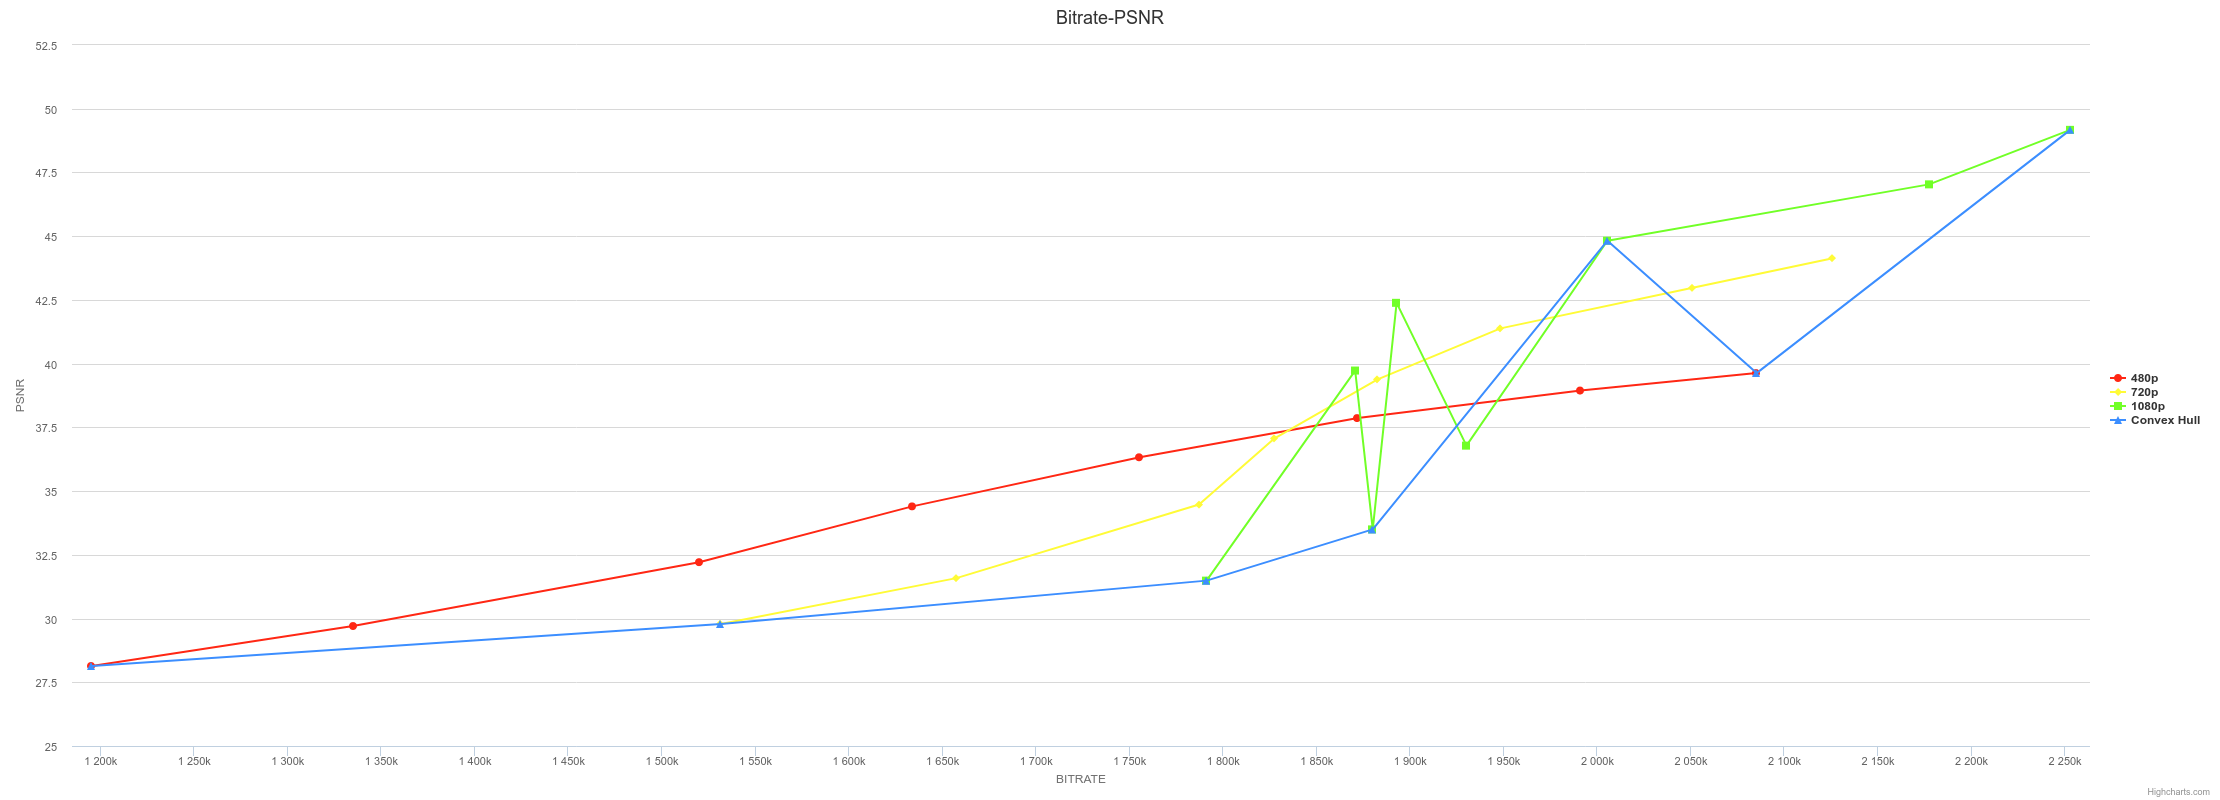 Bitrate-PSNR
52.5
50
47.5
45
42.5
40
37.5
35
32.5
30
27.5
25
PSNR
1 200k 1 250k 1 300k 1 350k 1 400k 1 450k 1 500k 1 550k 1 600k 1 650k 1 700k 1 750k 1 800k 1 850k 1 900k 1 950k 2 000k 2 050k 2 100k 2 150k 2 200k 2 250k
BITRATE
480p
720p
1080p
Convex Hull
Highcharts.com